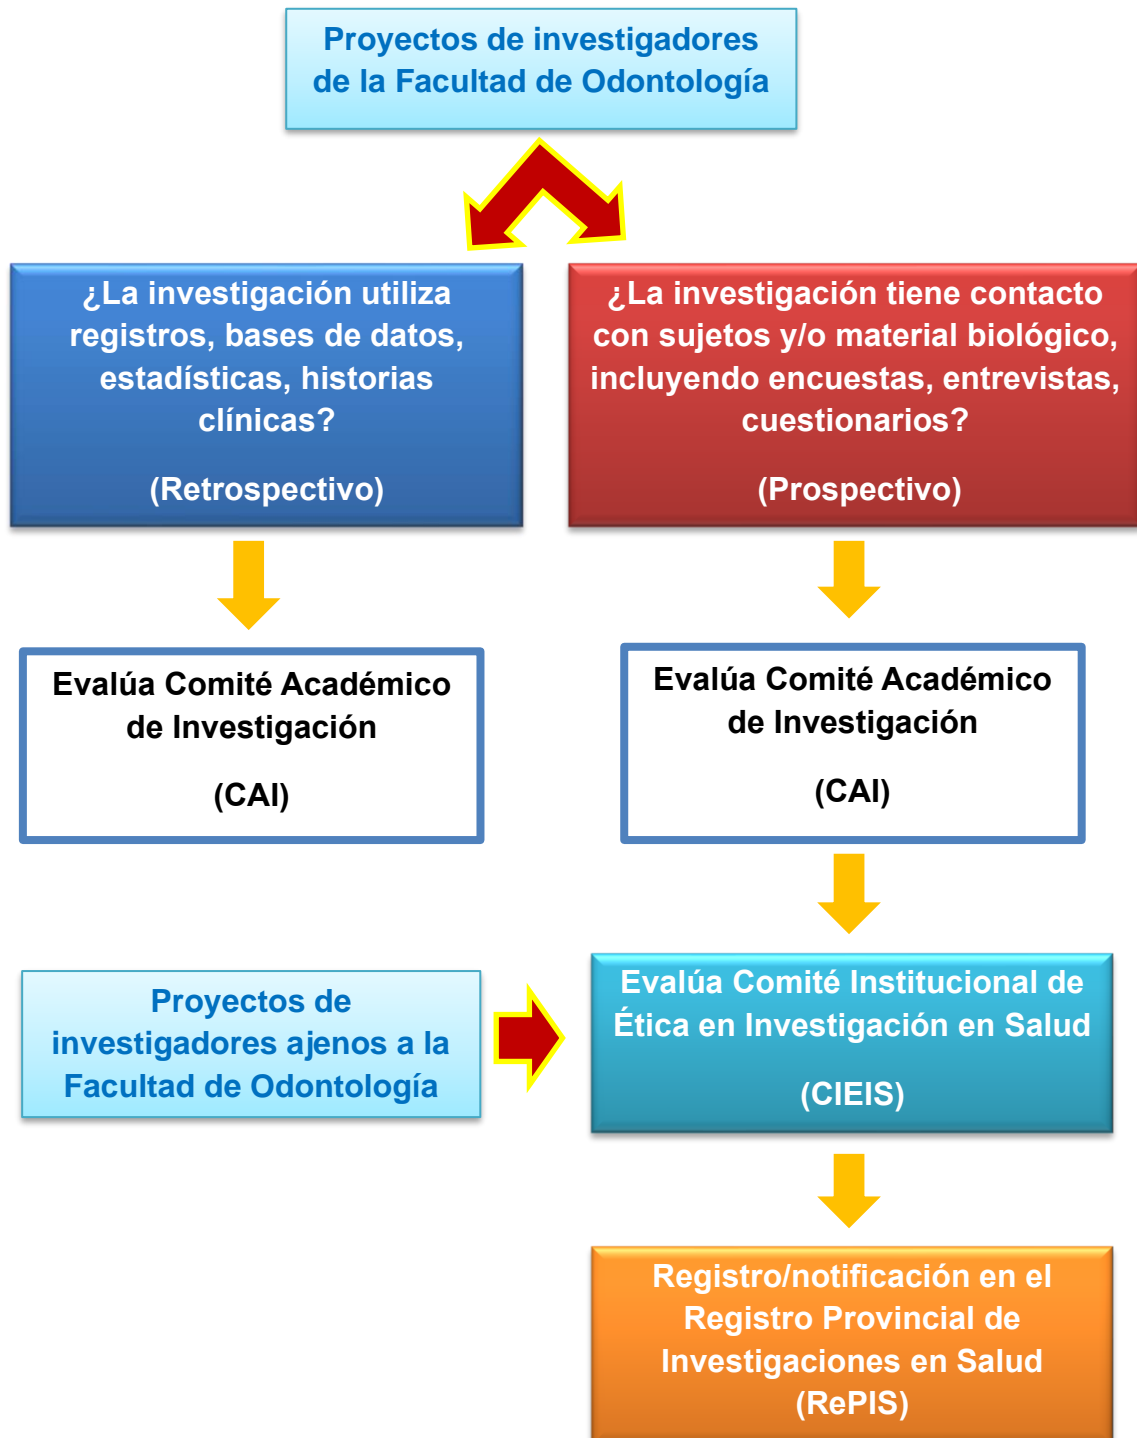 Proyectos de investigadores
de la Facultad de Odontología
¿La investigación utiliza
registros, bases de datos,
estadísticas, historias
clínicas?
(Retrospectivo)
¿La investigación tiene contacto
con sujetos y/o material biológico,
incluyendo encuestas, entrevistas,
cuestionarios?
(Prospectivo)
Evalúa Comité Académico
de Investigación
(CAI)
Evalúa Comité Académico
de Investigación
(CAI)
Proyectos de
investigadores ajenos a la
Facultad de Odontología
Evalúa Comité Institucional de
Ética en Investigación en Salud
(CIEIS)
Registro/notificación en el
Registro Provincial de
Investigaciones en Salud
(RePIS)